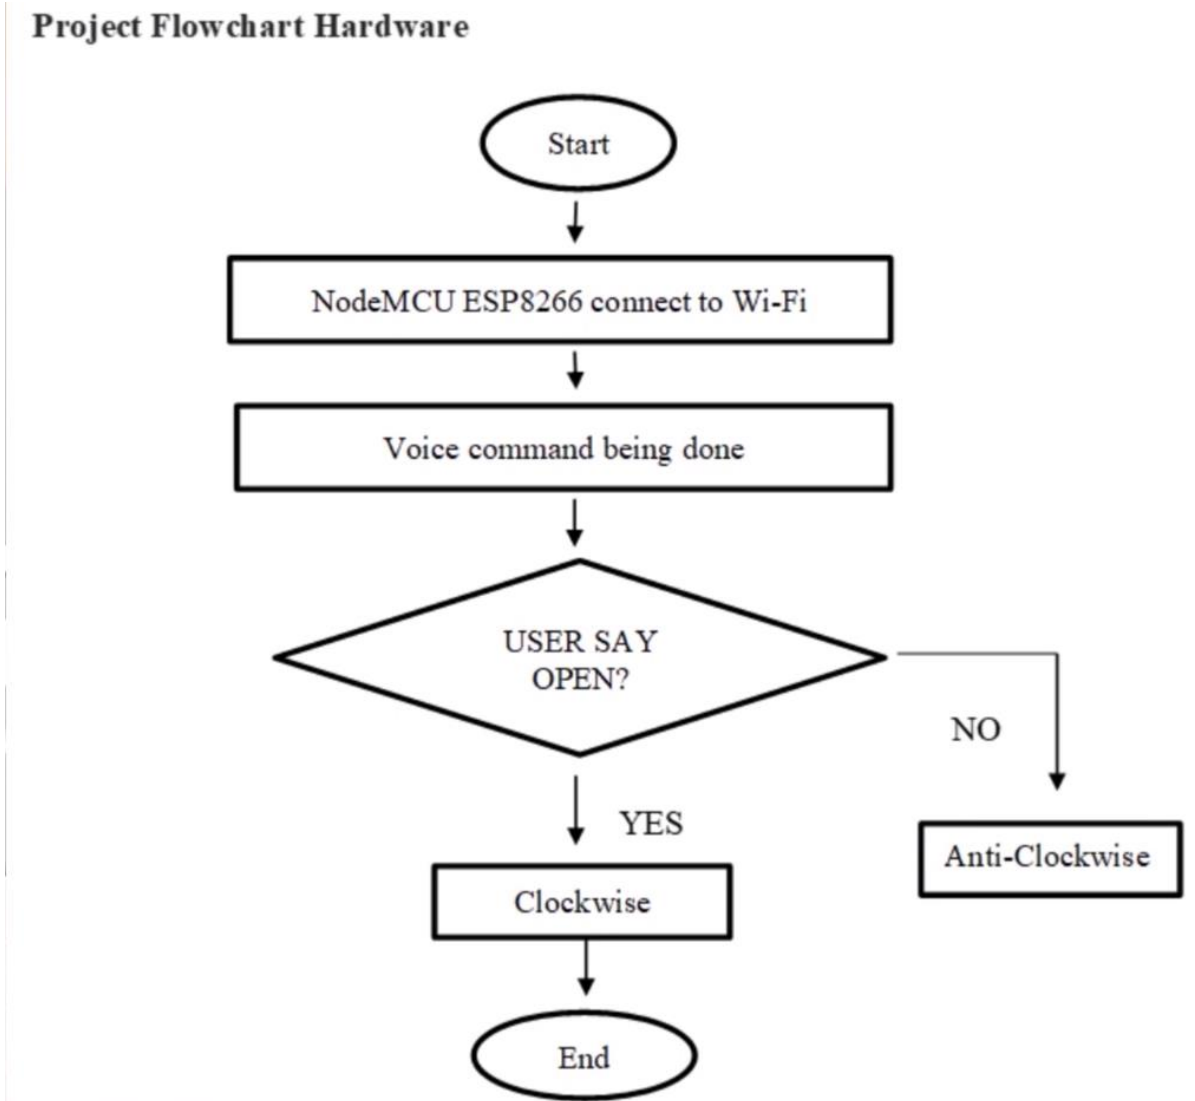 Project Flowchart Hardware
Start
NodeMCU ESP8266 connect to Wi-Fi
Voice command being done
USER SAY
OPEN?
NO
YES
Anti-Clockwise
Clockwise
End